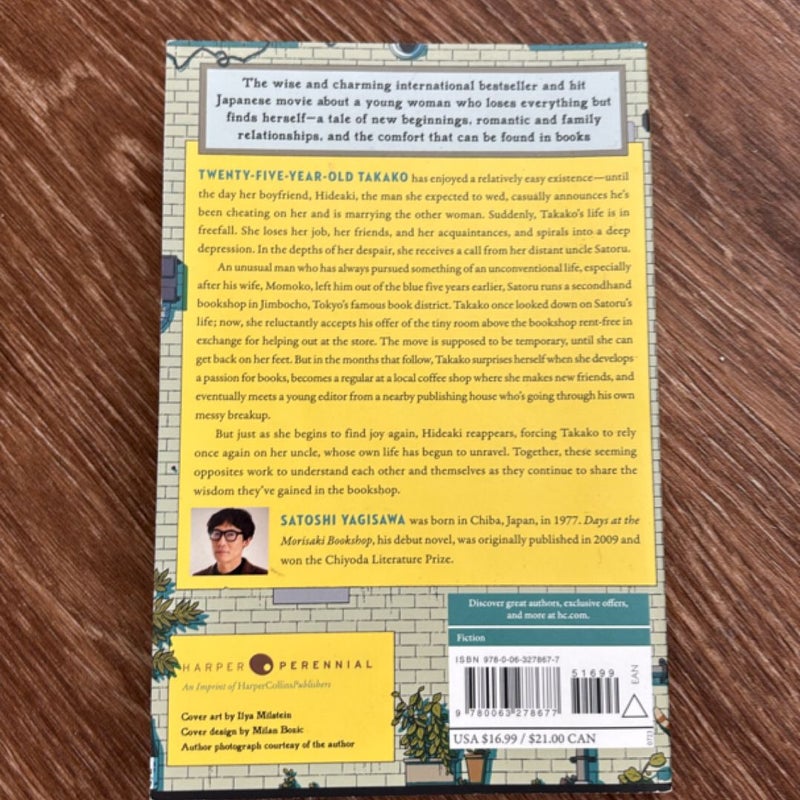 The wise and charming international bestseller and hit
Japanese movie about a young woman who loses everything but
finds herself—a tale of new beginnings, romantic and family
relationships, and the comfort that can be found in books
TWENTY-FIVE-YEAR-OLD TAKAKO has enjoyed a relatively easy existence—until
the day her boyfriend, Hideaki, the man she expected to wed, casually announces he's
been cheating on her and is marrying the other woman. Suddenly, Takako's life is in
freefall. She loses her job, her friends, and her acquaintances, and spirals into a deep
depression. In the depths of her despair, she receives a call from her distant uncle Satoru.
An unusual man who has always pursued something of an unconventional life, especially
after his wife, Momoko, left him out of the blue five years earlier, Satoru runs a secondhand
bookshop in Jimbocho, Tokyo's famous book district. Takako once looked down on Satoru's
life; now, she reluctantly accepts his offer of the tiny room above the bookshop rent-free in
exchange for helping out at the store. The move is supposed to be temporary, until she can
get back on her feet. But in the months that follow, Takako surprises herself when she develops
a passion for books, becomes a regular at a local coffee shop where she makes new friends, and
eventually meets a young editor from a nearby publishing house who's going through his own
messy breakup.
But just as she begins to find joy again, Hideaki reappears, forcing Takako to rely
once again on her uncle, whose own life has begun to unravel. Together, these seeming
opposites work to understand each other and themselves as they continue to share the
wisdom they've gained in the bookshop.
SATOSHI YAGISAWA was born in Chiba, Japan, in 1977. Days at the
Morisaki Bookshop, his debut novel, was originally published in 2009 and
won the Chiyoda Literature Prize.
Discover great authors, exclusive offers,
and more at hc.com.
Fiction
ISBN 978-0-06-327867-7
51699
EAN
9 780063 278677
USA $16.99 / $21.00 CAN
0723
HARPER PERENNIAL
An Imprint of HarperCollinsPublishers
Cover art by Ilya Milstein
Cover design by Milan Bozic
Author photograph courtesy of the author